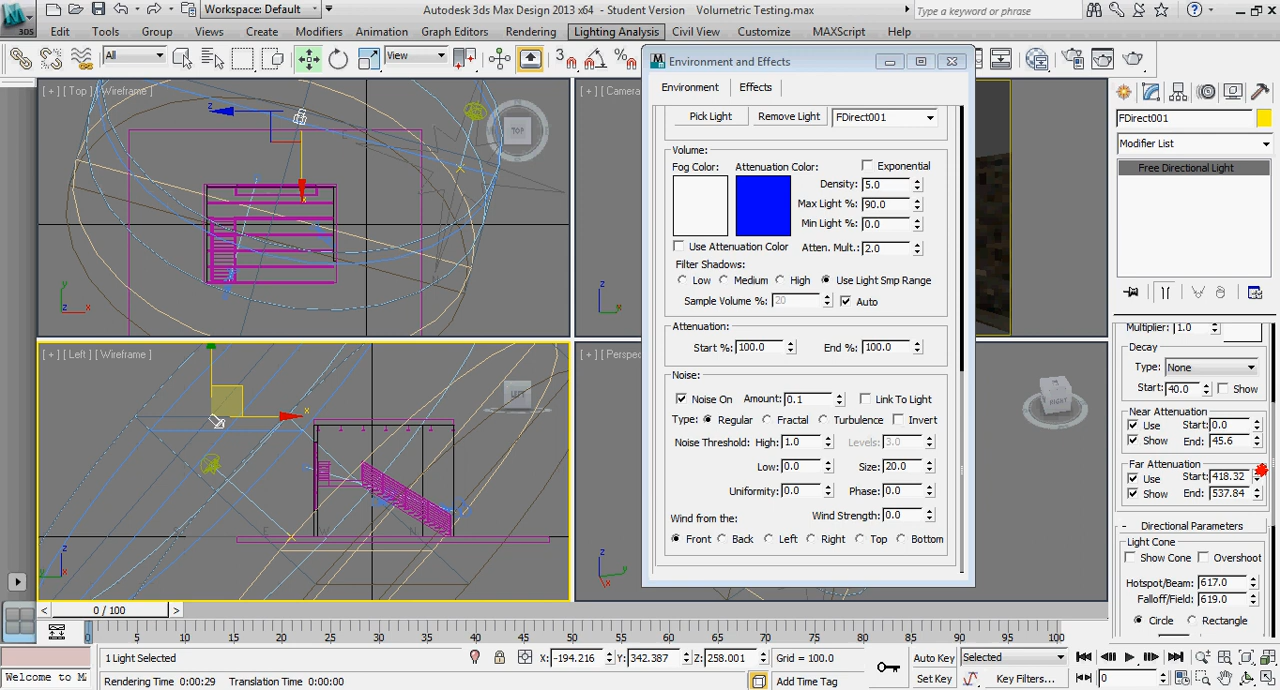 Workspace: Default
Autodesk 3ds Max Design 2013 x64 - Student Version Volumetric Testing.max
Type a keyword or phrase
3DS
Edit Tools Group Views Create Modifiers Animation Graph Editors Rendering Lighting Analysis Civil View Customize MAXScript Help
All
View
3
Environment and Effects
[ + ] [ Top ] [ Wireframe ]
[ + ] [ Camera
TOP
Environment Effects
Pick Light Remove Light FDirect001
Volume:
Fog Color: Attenuation Color: Exponential
Density: 5.0
Max Light %: 90.0
Min Light %: 0.0
Use Attenuation Color Atten. Mult.: 2.0
Filter Shadows:
Low Medium High Use Light Smp Range
Sample Volume %: 20 Auto
Attenuation:
Start %: 100.0 End %: 100.0
Noise:
Noise On Amount: 0.1 Link To Light
Type: Regular Fractal Turbulence Invert
Noise Threshold: High: 1.0 Levels: 3.0
Low: 0.0 Size: 20.0
Uniformity: 0.0 Phase: 0.0
Wind from the: Wind Strength: 0.0
Front Back Left Right Top Bottom
FDirect001
Modifier List
Free Directional Light
Multiplier: 1.0
Decay
Type: None
Start: 40.0 Show
Near Attenuation
Use Start: 0.0
Show End: 45.6
Far Attenuation
Use Start: 418.32
Show End: 537.84
Directional Parameters
Light Cone
Show Cone Overshoot
Hotspot/Beam: 617.0
Falloff/Field: 619.0
Circle Rectangle
[ + ] [ Left ] [ Wireframe ]
[ + ] [ Perspe
LEFT
RIGHT
0 / 100
0 5 10 15 20 25 30 35 40 45 50 55 60 65 70 75 80 85 90 95 100
1 Light Selected
X: -194.216 Y: 342.387 Z: 258.001 Grid = 100.0
Auto Key Selected
Welcome to M
Rendering Time 0:00:29 Translation Time 0:00:00
Add Time Tag
Set Key Key Filters... 0